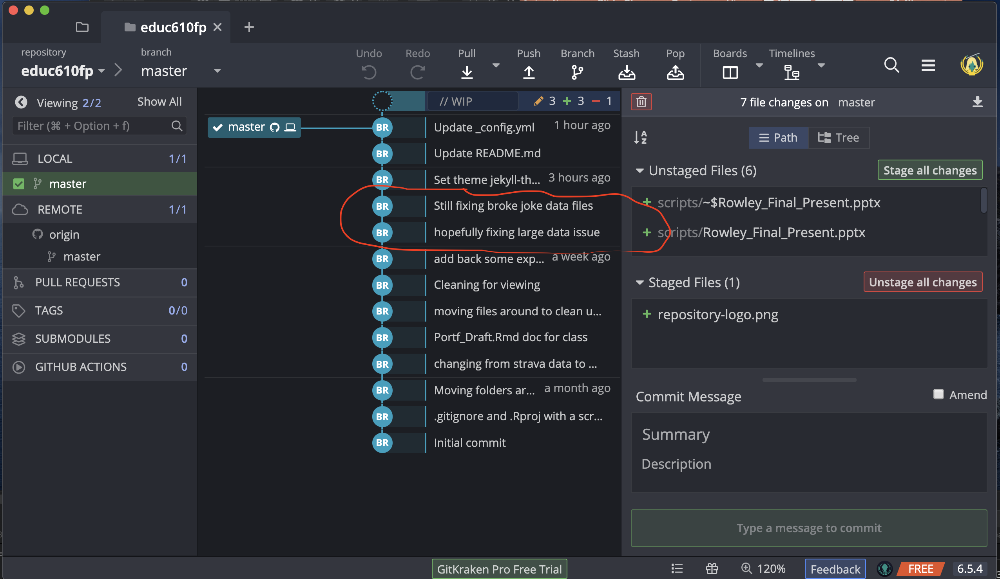 educ610fp
repository
educ610fp
branch
master
Undo
Redo
Pull
Push
Branch
Stash
Pop
Boards
Timelines
Viewing 2/2
Show All
Filter (⌘ + Option + f)
LOCAL 1/1
master
REMOTE 1/1
origin
master
PULL REQUESTS 0
TAGS 0/0
SUBMODULES 0
GITHUB ACTIONS 0
// WIP 3 + 3 − 1
master
BR Update _config.yml 1 hour ago
BR Update README.md
BR Set theme jekyll-th... 3 hours ago
BR Still fixing broke joke data files
BR hopefully fixing large data issue
BR add back some exp... a week ago
BR Cleaning for viewing
BR moving files around to clean u...
BR Portf_Draft.Rmd doc for class
BR changing from strava data to ...
BR Moving folders ar... a month ago
BR .gitignore and .Rproj with a scr...
BR Initial commit
7 file changes on master
A
Z
Path
Tree
Unstaged Files (6)
Stage all changes
+ scripts/~$Rowley_Final_Present.pptx
+ scripts/Rowley_Final_Present.pptx
Staged Files (1)
Unstage all changes
+ repository-logo.png
Commit Message
Amend
Summary
Description
Type a message to commit
GitKraken Pro Free Trial
120%
Feedback
FREE
6.5.4